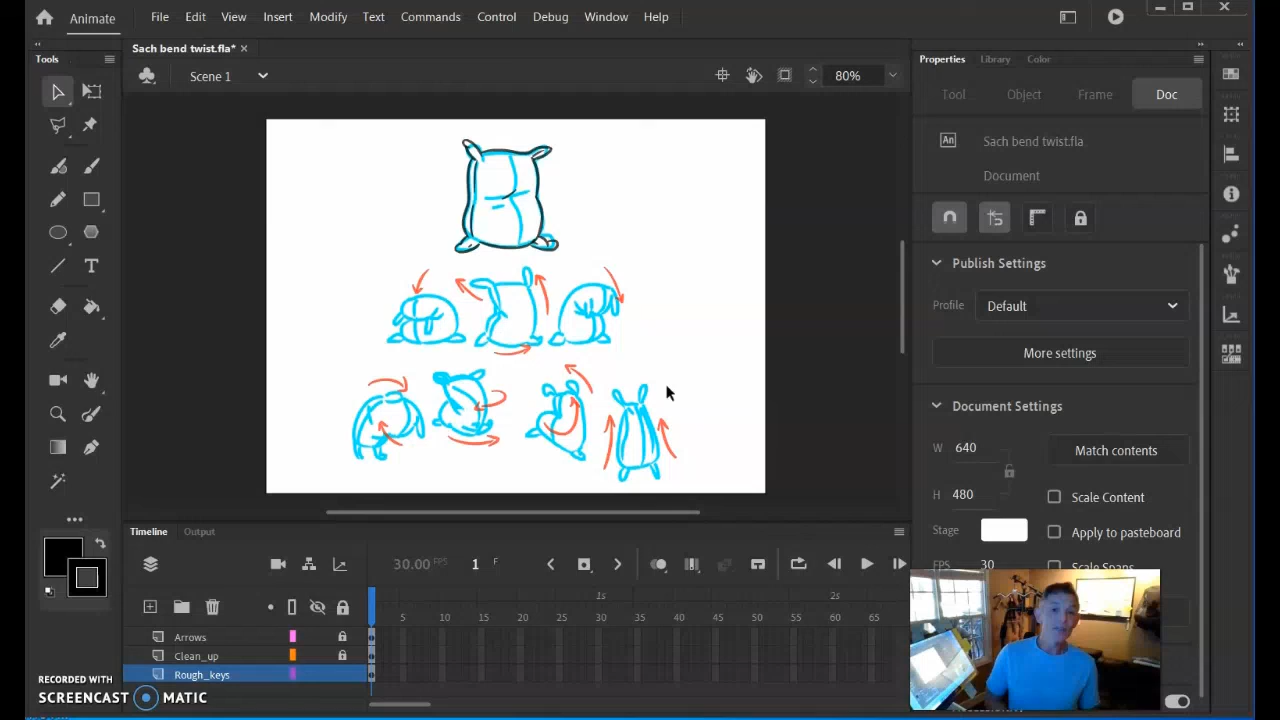 Animate
File Edit View Insert Modify Text Commands Control Debug Window Help
Sach bend twist.fla*
Tools
Properties Library Color
Scene 1
80%
Tool Object Frame Doc
An
Sach bend twist.fla
Document
Publish Settings
Profile Default
More settings
Document Settings
W 640
Match contents
H 480
Scale Content
Stage
Apply to pasteboard
FPS 30
Scale Spans
Timeline Output
30.00 FPS 1 F
1s 2s
5 10 15 20 25 30 35 40 45 50 55 60 65
Arrows
Clean_up
Rough_keys
RECORDED WITH
SCREENCAST MATIC